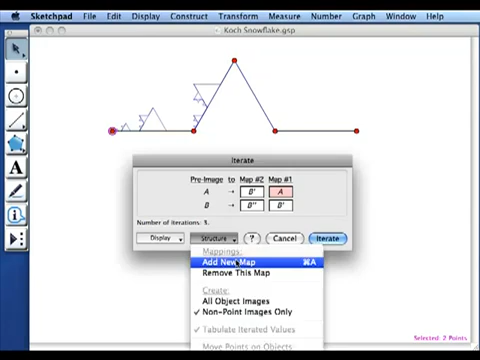 Sketchpad File Edit Display Construct Transform Measure Number Graph Window Help
Koch Snowflake.gsp
Iterate
Pre-Image to Map #2 Map #1
A → B' A
B → B'' B'
Number of iterations: 3.
Display Structure ? Cancel Iterate
Mappings:
Add New Map ⌘A
Remove This Map
Create:
All Object Images
✓ Non-Point Images Only
✓ Tabulate Iterated Values
Move Points on Objects
Selected: 2 Points